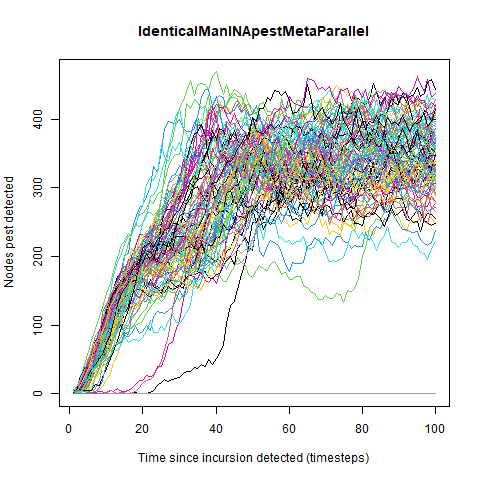 IdenticalManINApestMetaParallel
Nodes pest detected
400
300
200
100
0
0 20 40 60 80 100
Time since incursion detected (timesteps)